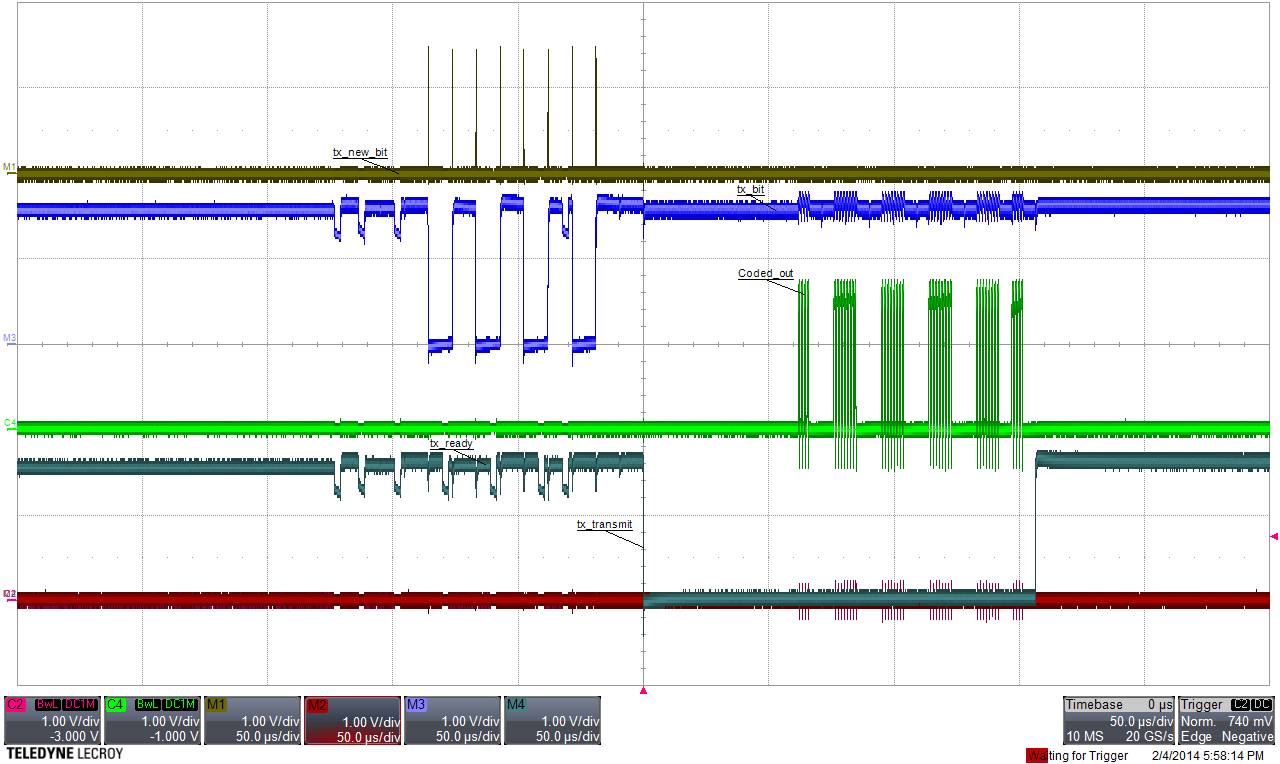 tx_new_bit
M1
tx_bit
Coded_out
M3
C4
tx_ready
tx_transmit
C2 BwL DC1M
1.00 V/div
-3.000 V
C4 BwL DC1M
1.00 V/div
-1.000 V
M1
1.00 V/div
50.0 µs/div
M2
1.00 V/div
50.0 µs/div
M3
1.00 V/div
50.0 µs/div
M4
1.00 V/div
50.0 µs/div
Timebase 0 µs
50.0 µs/div
10 MS 20 GS/s
Trigger C2 DC
Norm. 740 mV
Edge Negative
TELEDYNE LECROY
Waiting for Trigger 2/4/2014 5:58:14 PM